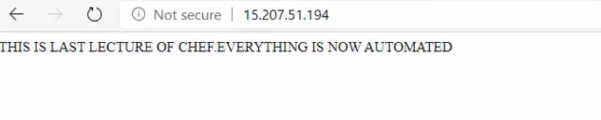 Not secure | 15.207.51.194
THIS IS LAST LECTURE OF CHEF.EVERYTHING IS NOW AUTOMATED